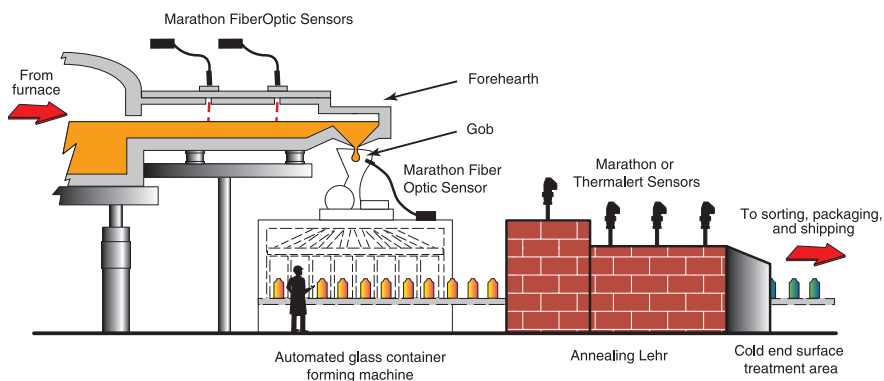 Marathon FiberOptic Sensors
From
furnace
Forehearth
Gob
Marathon Fiber
Optic Sensor
Marathon or
Thermalert Sensors
To sorting, packaging,
and shipping
Automated glass container
forming machine
Annealing Lehr
Cold end surface
treatment area